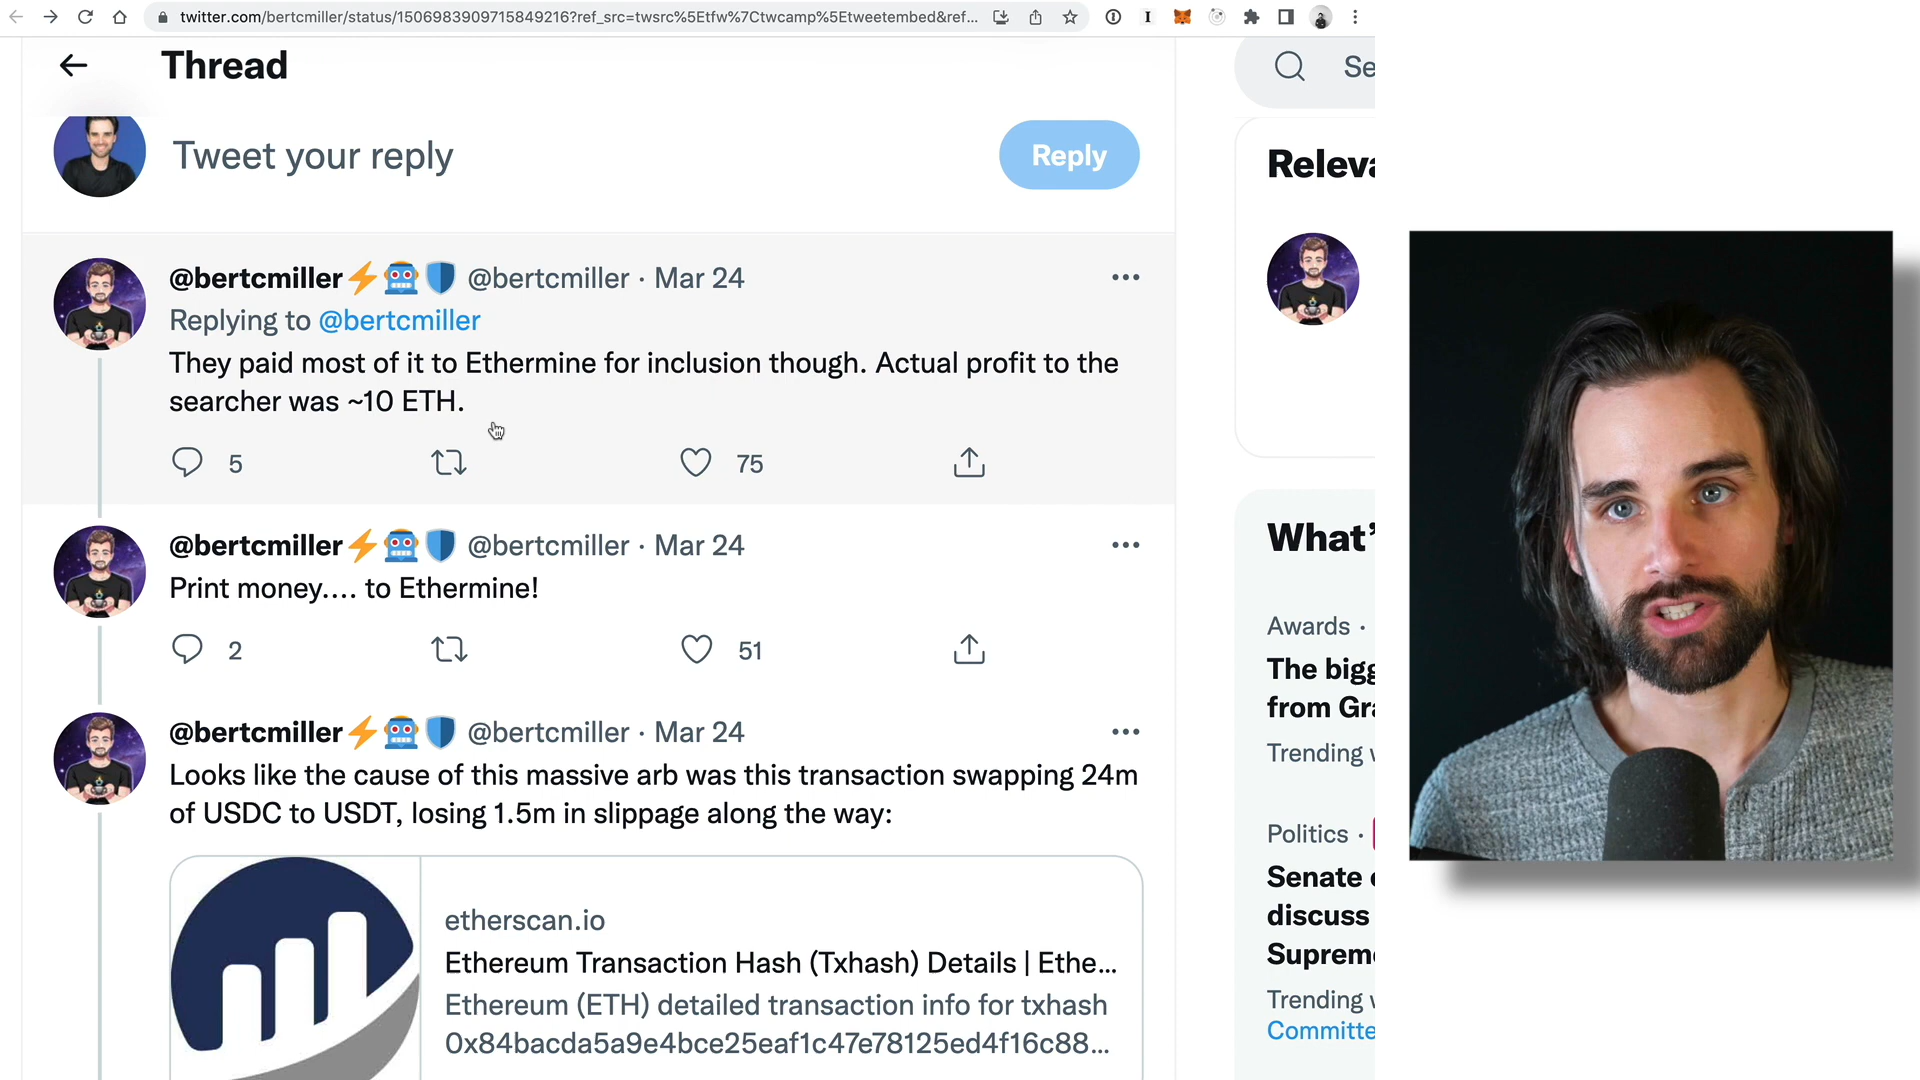 twitter.com/bertcmiller/status/1506983909715849216?ref_src=twsrc%5Etfw%7Ctwcamp%5Etweetembed&ref...
Thread
Se
Tweet your reply
Reply
Releva
@bertcmiller⚡🤖🛡️ @bertcmiller · Mar 24
Replying to @bertcmiller
They paid most of it to Ethermine for inclusion though. Actual profit to the
searcher was ~10 ETH.
5
75
@bertcmiller⚡🤖🛡️ @bertcmiller · Mar 24
Print money.... to Ethermine!
2
51
@bertcmiller⚡🤖🛡️ @bertcmiller · Mar 24
Looks like the cause of this massive arb was this transaction swapping 24m
of USDC to USDT, losing 1.5m in slippage along the way:
etherscan.io
Ethereum Transaction Hash (Txhash) Details | Ethe...
Ethereum (ETH) detailed transaction info for txhash
0x84bacda5a9e4bce25eaf1c47e78125ed4f16c88...
What'
Awards ·
The bigg
from Gra
Trending w
Politics ·
Senate c
discuss
Suprem
Trending w
Committe